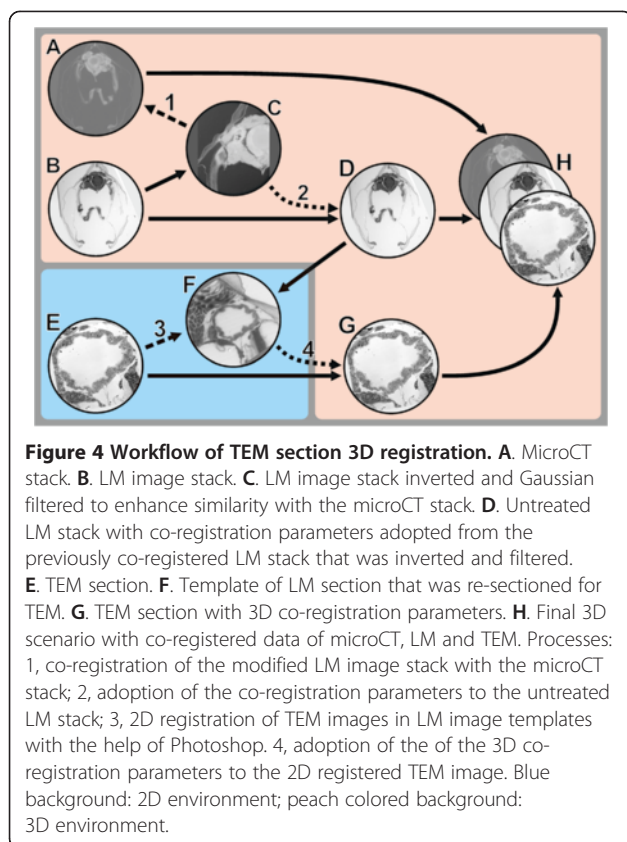 A
1
C
B
D
H
2
F
E
3
4
G
Figure 4 Workflow of TEM section 3D registration. A. MicroCT
stack. B. LM image stack. C. LM image stack inverted and Gaussian
filtered to enhance similarity with the microCT stack. D. Untreated
LM stack with co-registration parameters adopted from the
previously co-registered LM stack that was inverted and filtered.
E. TEM section. F. Template of LM section that was re-sectioned for
TEM. G. TEM section with 3D co-registration parameters. H. Final 3D
scenario with co-registered data of microCT, LM and TEM. Processes:
1, co-registration of the modified LM image stack with the microCT
stack; 2, adoption of the co-registration parameters to the untreated
LM stack; 3, 2D registration of TEM images in LM image templates
with the help of Photoshop. 4, adoption of the of the 3D co-
registration parameters to the 2D registered TEM image. Blue
background: 2D environment; peach colored background:
3D environment.